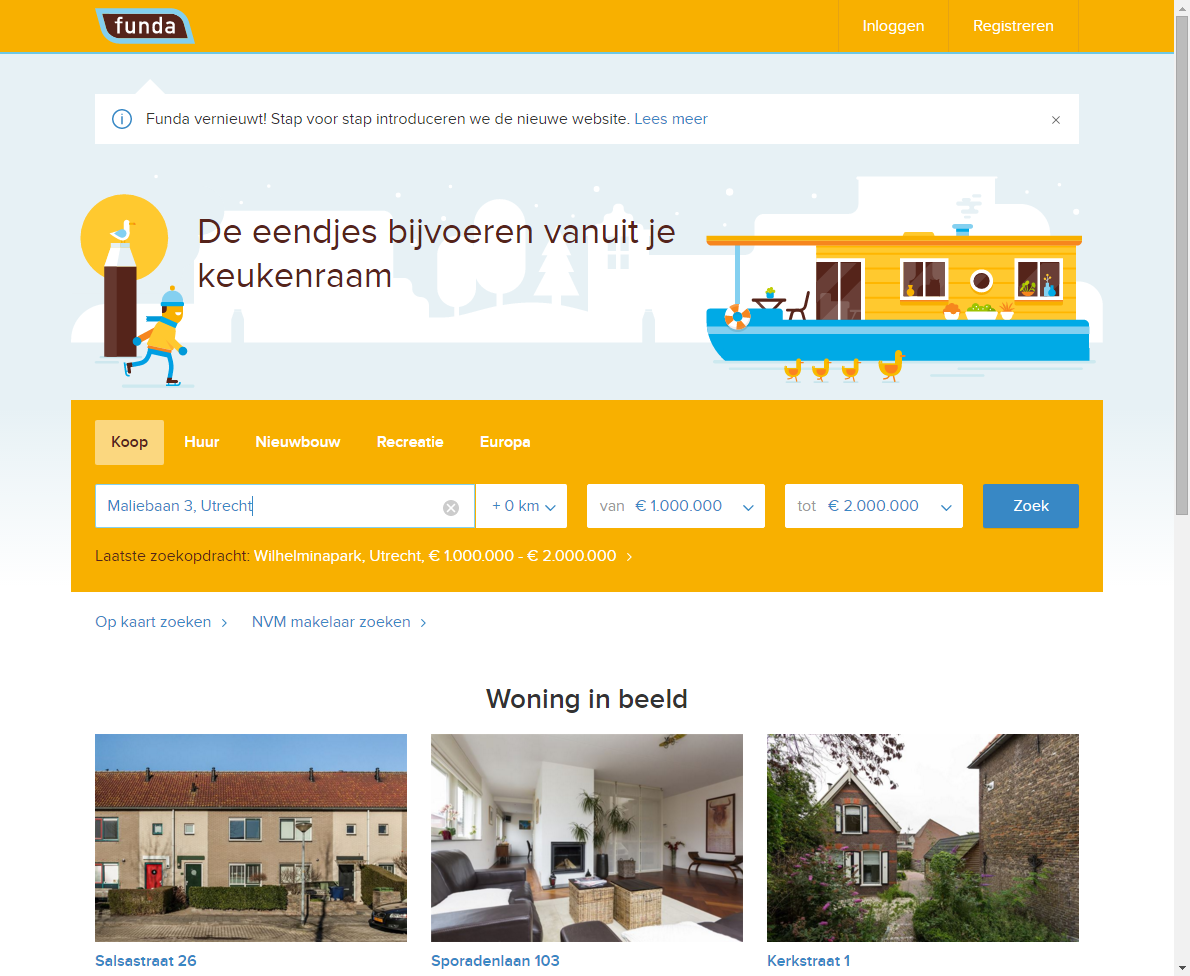 funda
Inloggen
Registreren
Funda vernieuwt! Stap voor stap introduceren we de nieuwe website. Lees meer
De eendjes bijvoeren vanuit je
keukenraam
Koop
Huur
Nieuwbouw
Recreatie
Europa
Maliebaan 3, Utrecht
+ 0 km
van € 1.000.000
tot € 2.000.000
Zoek
Laatste zoekopdracht: Wilhelminapark, Utrecht, € 1.000.000 - € 2.000.000
Op kaart zoeken
NVM makelaar zoeken
Woning in beeld
Salsastraat 26
Sporadenlaan 103
Kerkstraat 1